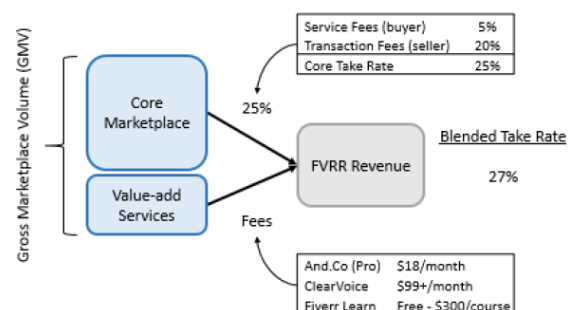 Gross Marketplace Volume (GMV)
Core
Marketplace
Value-add
Services
25%
Fees
Service Fees (buyer) 5%
Transaction Fees (seller) 20%
Core Take Rate 25%
FVRR Revenue
Blended Take Rate
27%
And.Co (Pro) $18/month
ClearVoice $99+/month
Fiverr Learn Free - $300/course